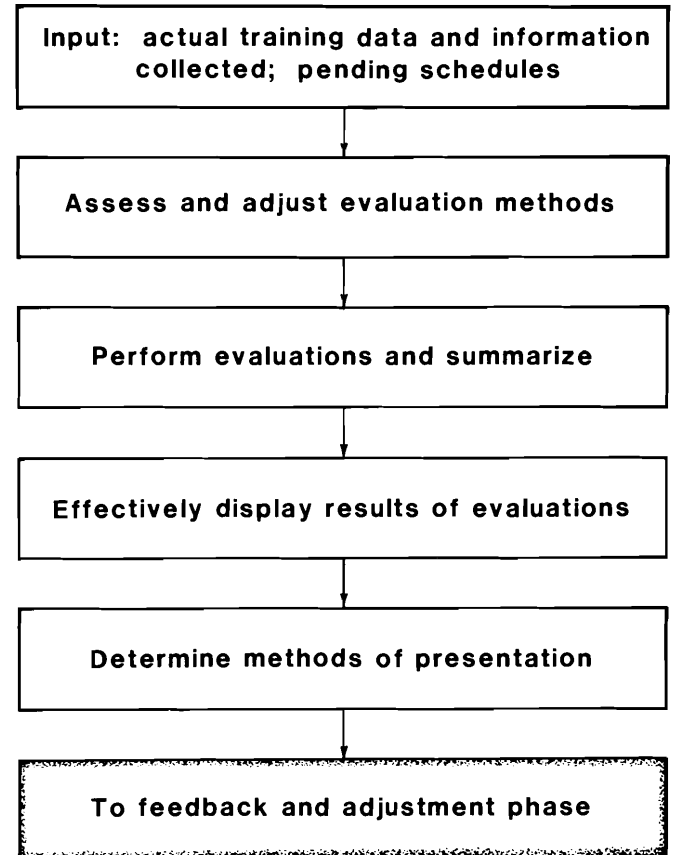 Input: actual training data and information
collected; pending schedules
Assess and adjust evaluation methods
Perform evaluations and summarize
Effectively display results of evaluations
Determine methods of presentation
To feedback and adjustment phase